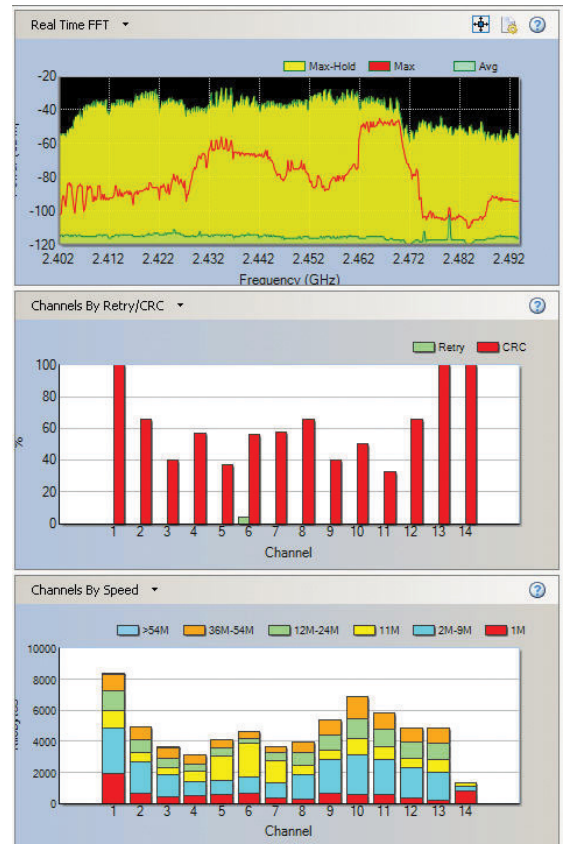 Real Time FFT
Max-Hold Max Avg
-20
-40
-60
-80
-100
-120
2.402 2.412 2.422 2.432 2.442 2.452 2.462 2.472 2.482 2.492
Frequency (GHz)
Channels By Retry/CRC
Retry CRC
100
80
60
40
20
0
%
1 2 3 4 5 6 7 8 9 10 11 12 13 14
Channel
Channels By Speed
>54M 36M-54M 12M-24M 11M 2M-9M 1M
10000
8000
6000
4000
2000
0
1 2 3 4 5 6 7 8 9 10 11 12 13 14
Channel